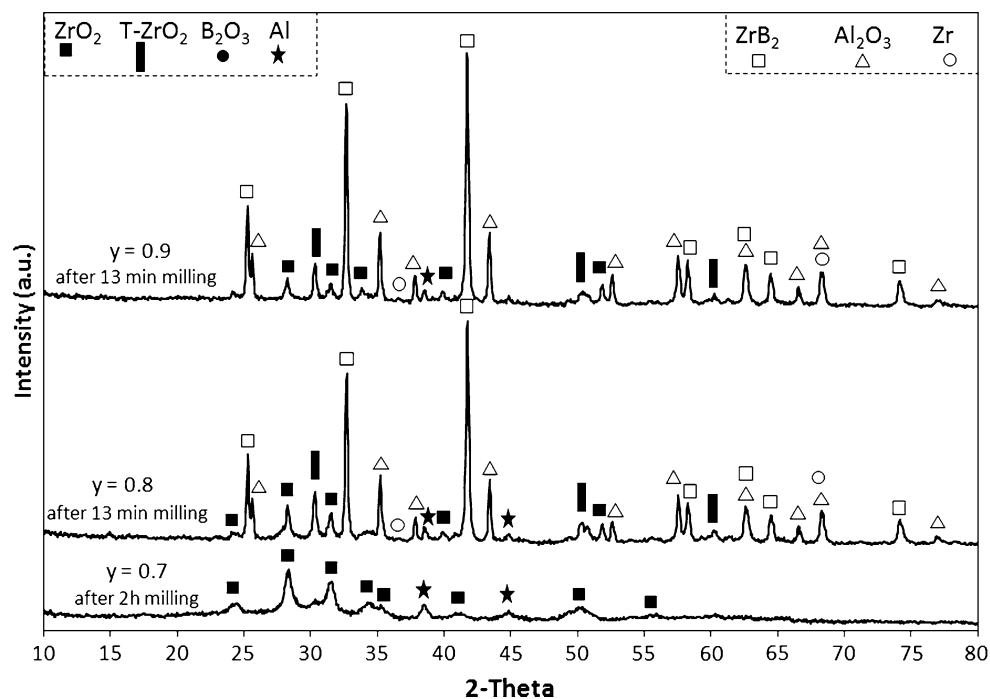 ZrO₂ T-ZrO₂ B₂O₃ Al
ZrB₂ Al₂O₃ Zr
Intensity (a.u.)
y = 0.9
after 13 min milling
y = 0.8
after 13 min milling
y = 0.7
after 2h milling
10 15 20 25 30 35 40 45 50 55 60 65 70 75 80
2-Theta